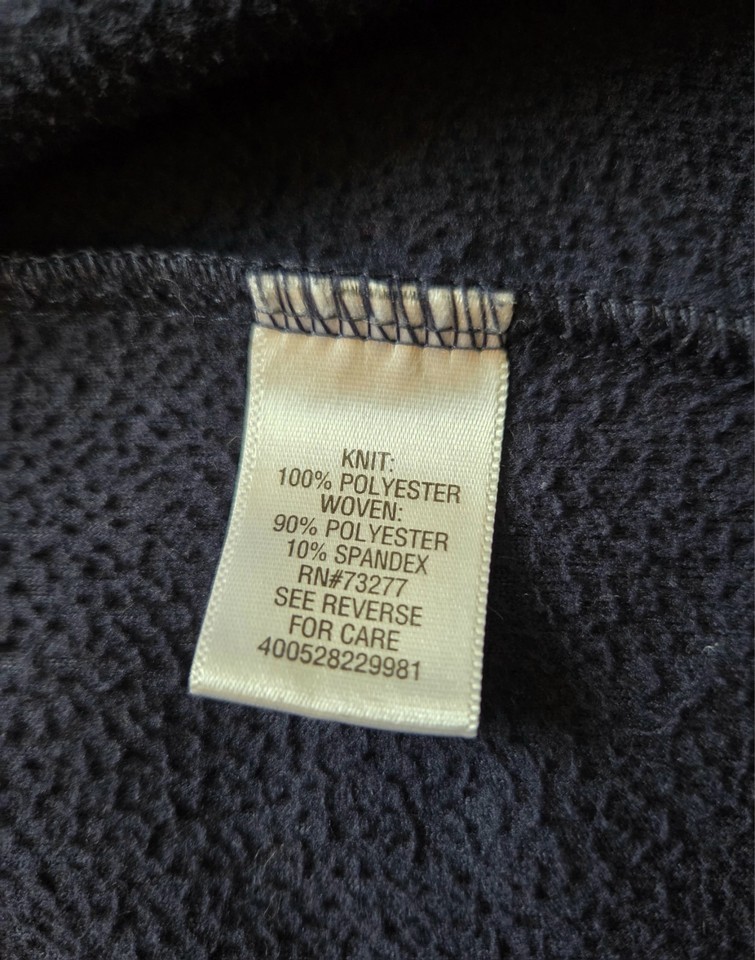 KNIT:
100% POLYESTER
WOVEN:
90% POLYESTER
10% SPANDEX
RN#73277
SEE REVERSE
FOR CARE
400528229981